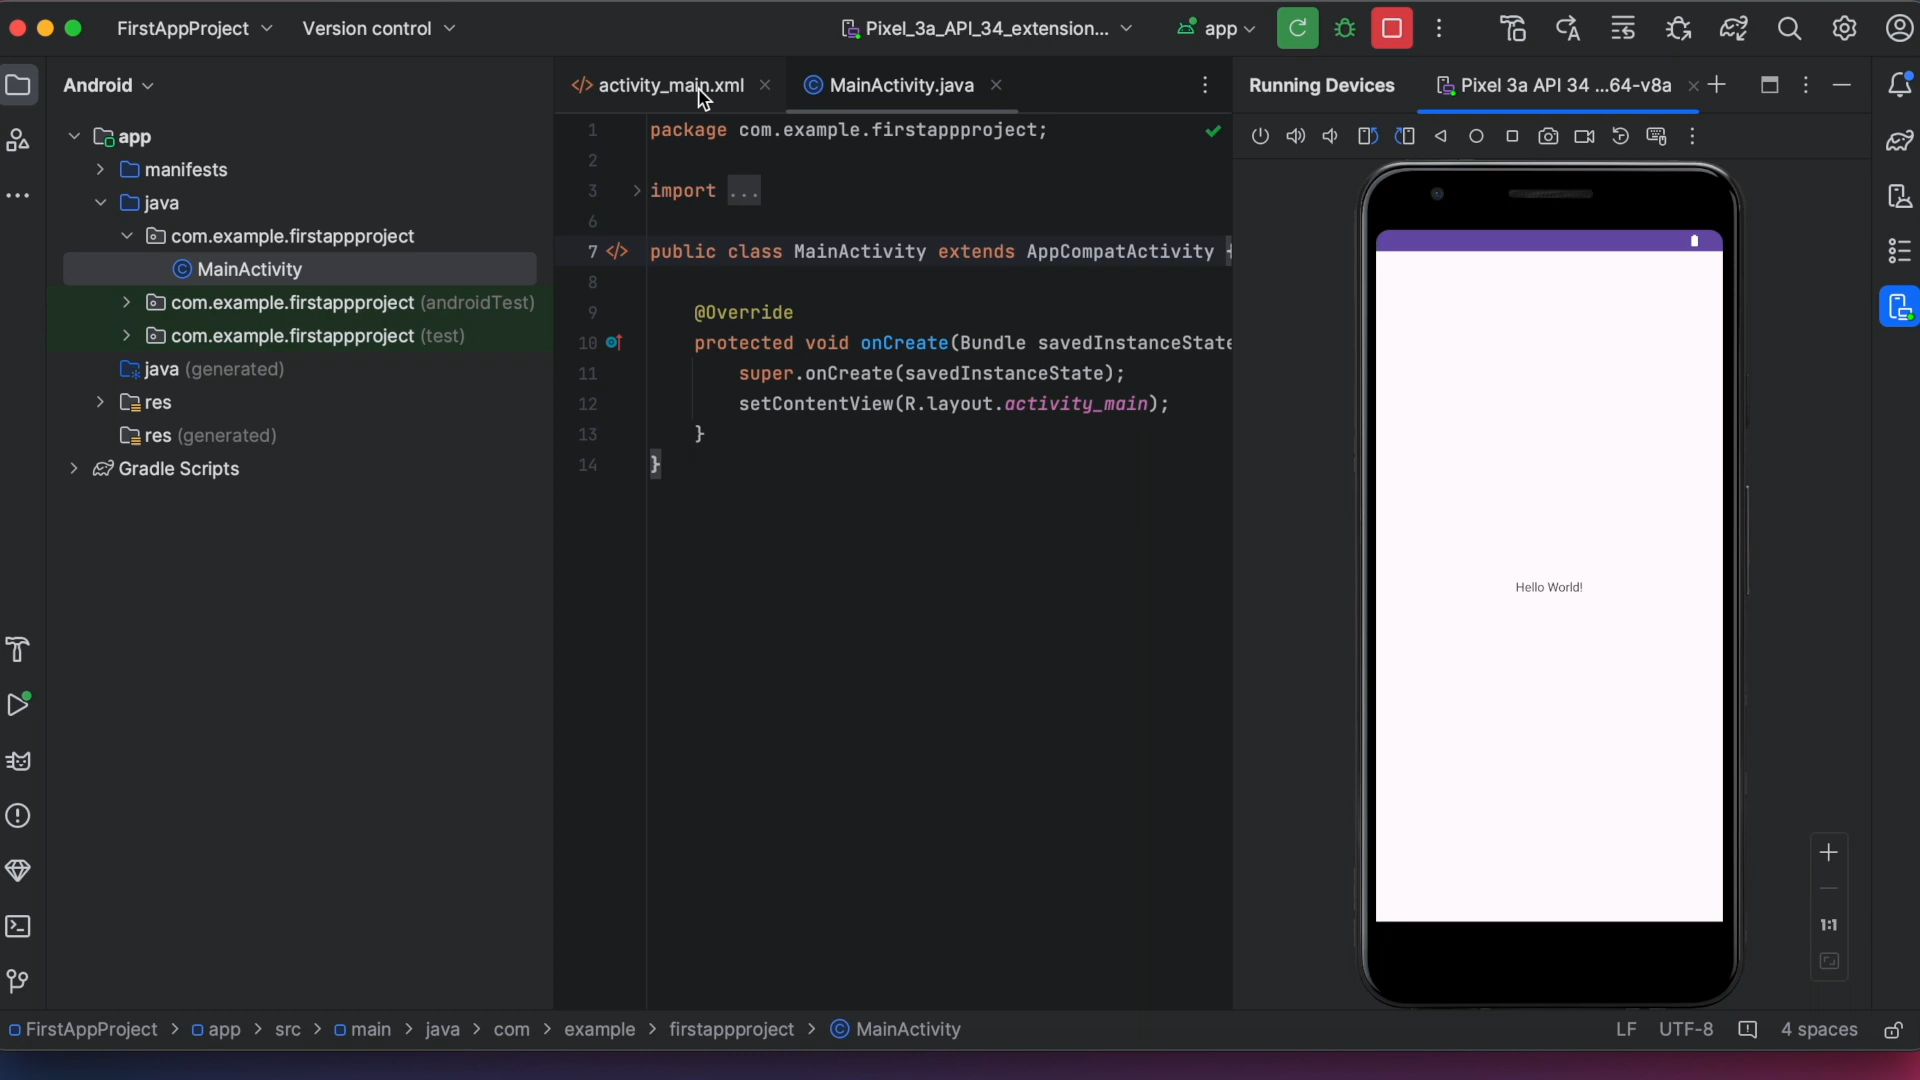 FirstAppProject
Version control
Pixel_3a_API_34_extension...
app
Android
activity_main.xml
MainActivity.java
Running Devices
Pixel 3a API 34 ...64-v8a
app
manifests
java
com.example.firstappproject
MainActivity
com.example.firstappproject (androidTest)
com.example.firstappproject (test)
java (generated)
res
res (generated)
Gradle Scripts
1 package com.example.firstappproject;
2
3 import ...
6
7 public class MainActivity extends AppCompatActivity {
8
9 @Override
10 protected void onCreate(Bundle savedInstanceState
11 super.onCreate(savedInstanceState);
12 setContentView(R.layout.activity_main);
13 }
14 }
Hello World!
1:1
FirstAppProject > app > src > main > java > com > example > firstappproject > MainActivity
LF UTF-8 4 spaces